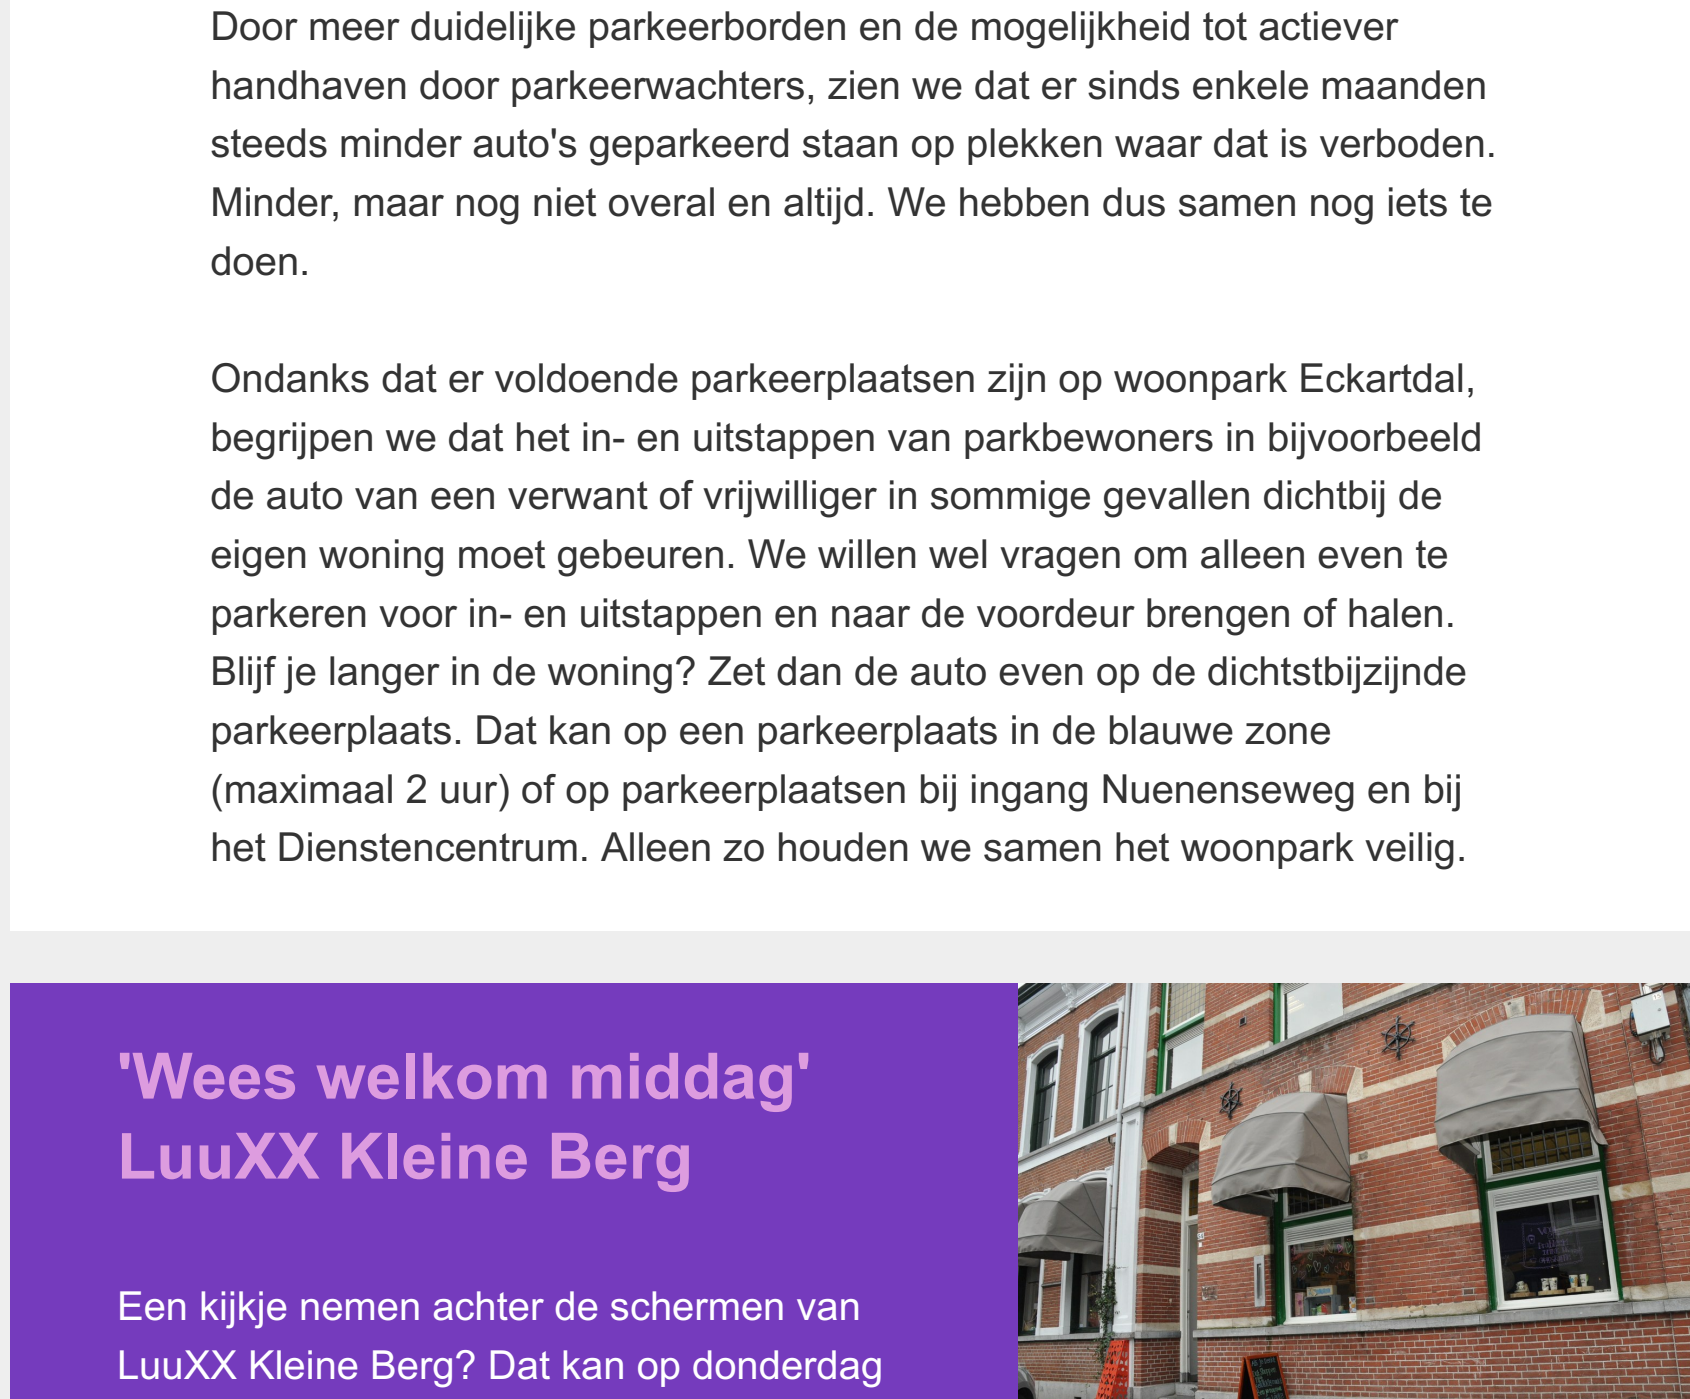 Door meer duidelijke parkeerborden en de mogelijkheid tot actiever
handhaven door parkeerwachters, zien we dat er sinds enkele maanden
steeds minder auto's geparkeerd staan op plekken waar dat is verboden.
Minder, maar nog niet overal en altijd. We hebben dus samen nog iets te
doen.
Ondanks dat er voldoende parkeerplaatsen zijn op woonpark Eckartdal,
begrijpen we dat het in- en uitstappen van parkbewoners in bijvoorbeeld
de auto van een verwant of vrijwilliger in sommige gevallen dichtbij de
eigen woning moet gebeuren. We willen wel vragen om alleen even te
parkeren voor in- en uitstappen en naar de voordeur brengen of halen.
Blijf je langer in de woning? Zet dan de auto even op de dichtstbijzijnde
parkeerplaats. Dat kan op een parkeerplaats in de blauwe zone
(maximaal 2 uur) of op parkeerplaatsen bij ingang Nuenenseweg en bij
het Dienstencentrum. Alleen zo houden we samen het woonpark veilig.
'Wees welkom middag'
LuuXX Kleine Berg
Een kijkje nemen achter de schermen van
LuuXX Kleine Berg? Dat kan op donderdag